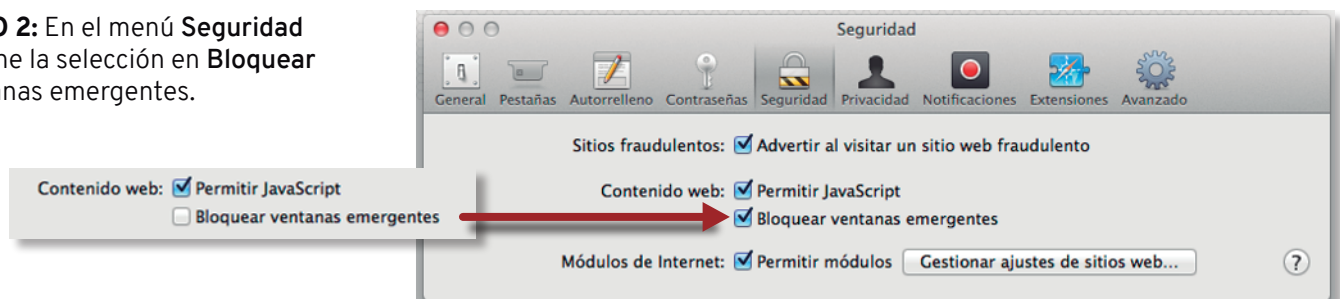 O 2: En el menú Seguridad
ne la selección en Bloquear
anas emergentes.
Seguridad
General Pestañas Autorrelleno Contraseñas Seguridad Privacidad Notificaciones Extensiones Avanzado
Sitios fraudulentos: Advertir al visitar un sitio web fraudulento
Contenido web: Permitir JavaScript
Bloquear ventanas emergentes
Contenido web: Permitir JavaScript
Bloquear ventanas emergentes
Módulos de Internet: Permitir módulos Gestionar ajustes de sitios web... ?